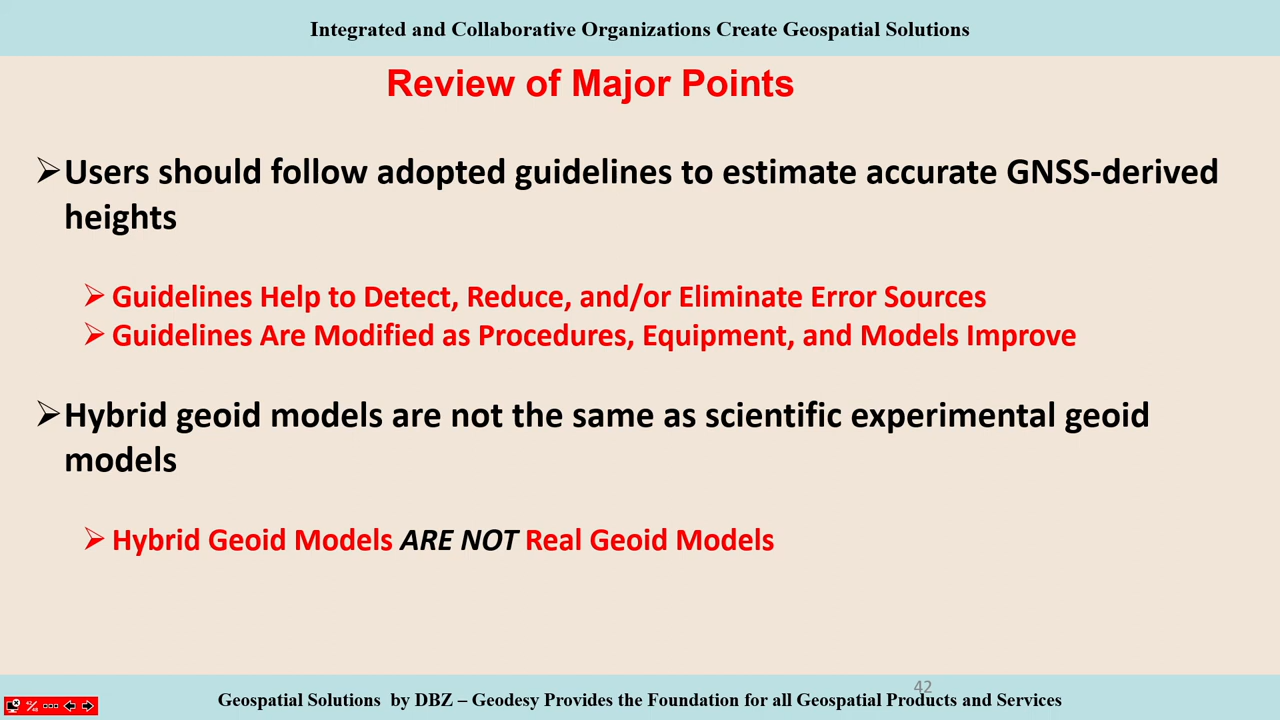 Integrated and Collaborative Organizations Create Geospatial Solutions
Review of Major Points
Users should follow adopted guidelines to estimate accurate GNSS-derived
heights
Guidelines Help to Detect, Reduce, and/or Eliminate Error Sources
Guidelines Are Modified as Procedures, Equipment, and Models Improve
Hybrid geoid models are not the same as scientific experimental geoid
models
Hybrid Geoid Models ARE NOT Real Geoid Models
42
Geospatial Solutions by DBZ – Geodesy Provides the Foundation for all Geospatial Products and Services